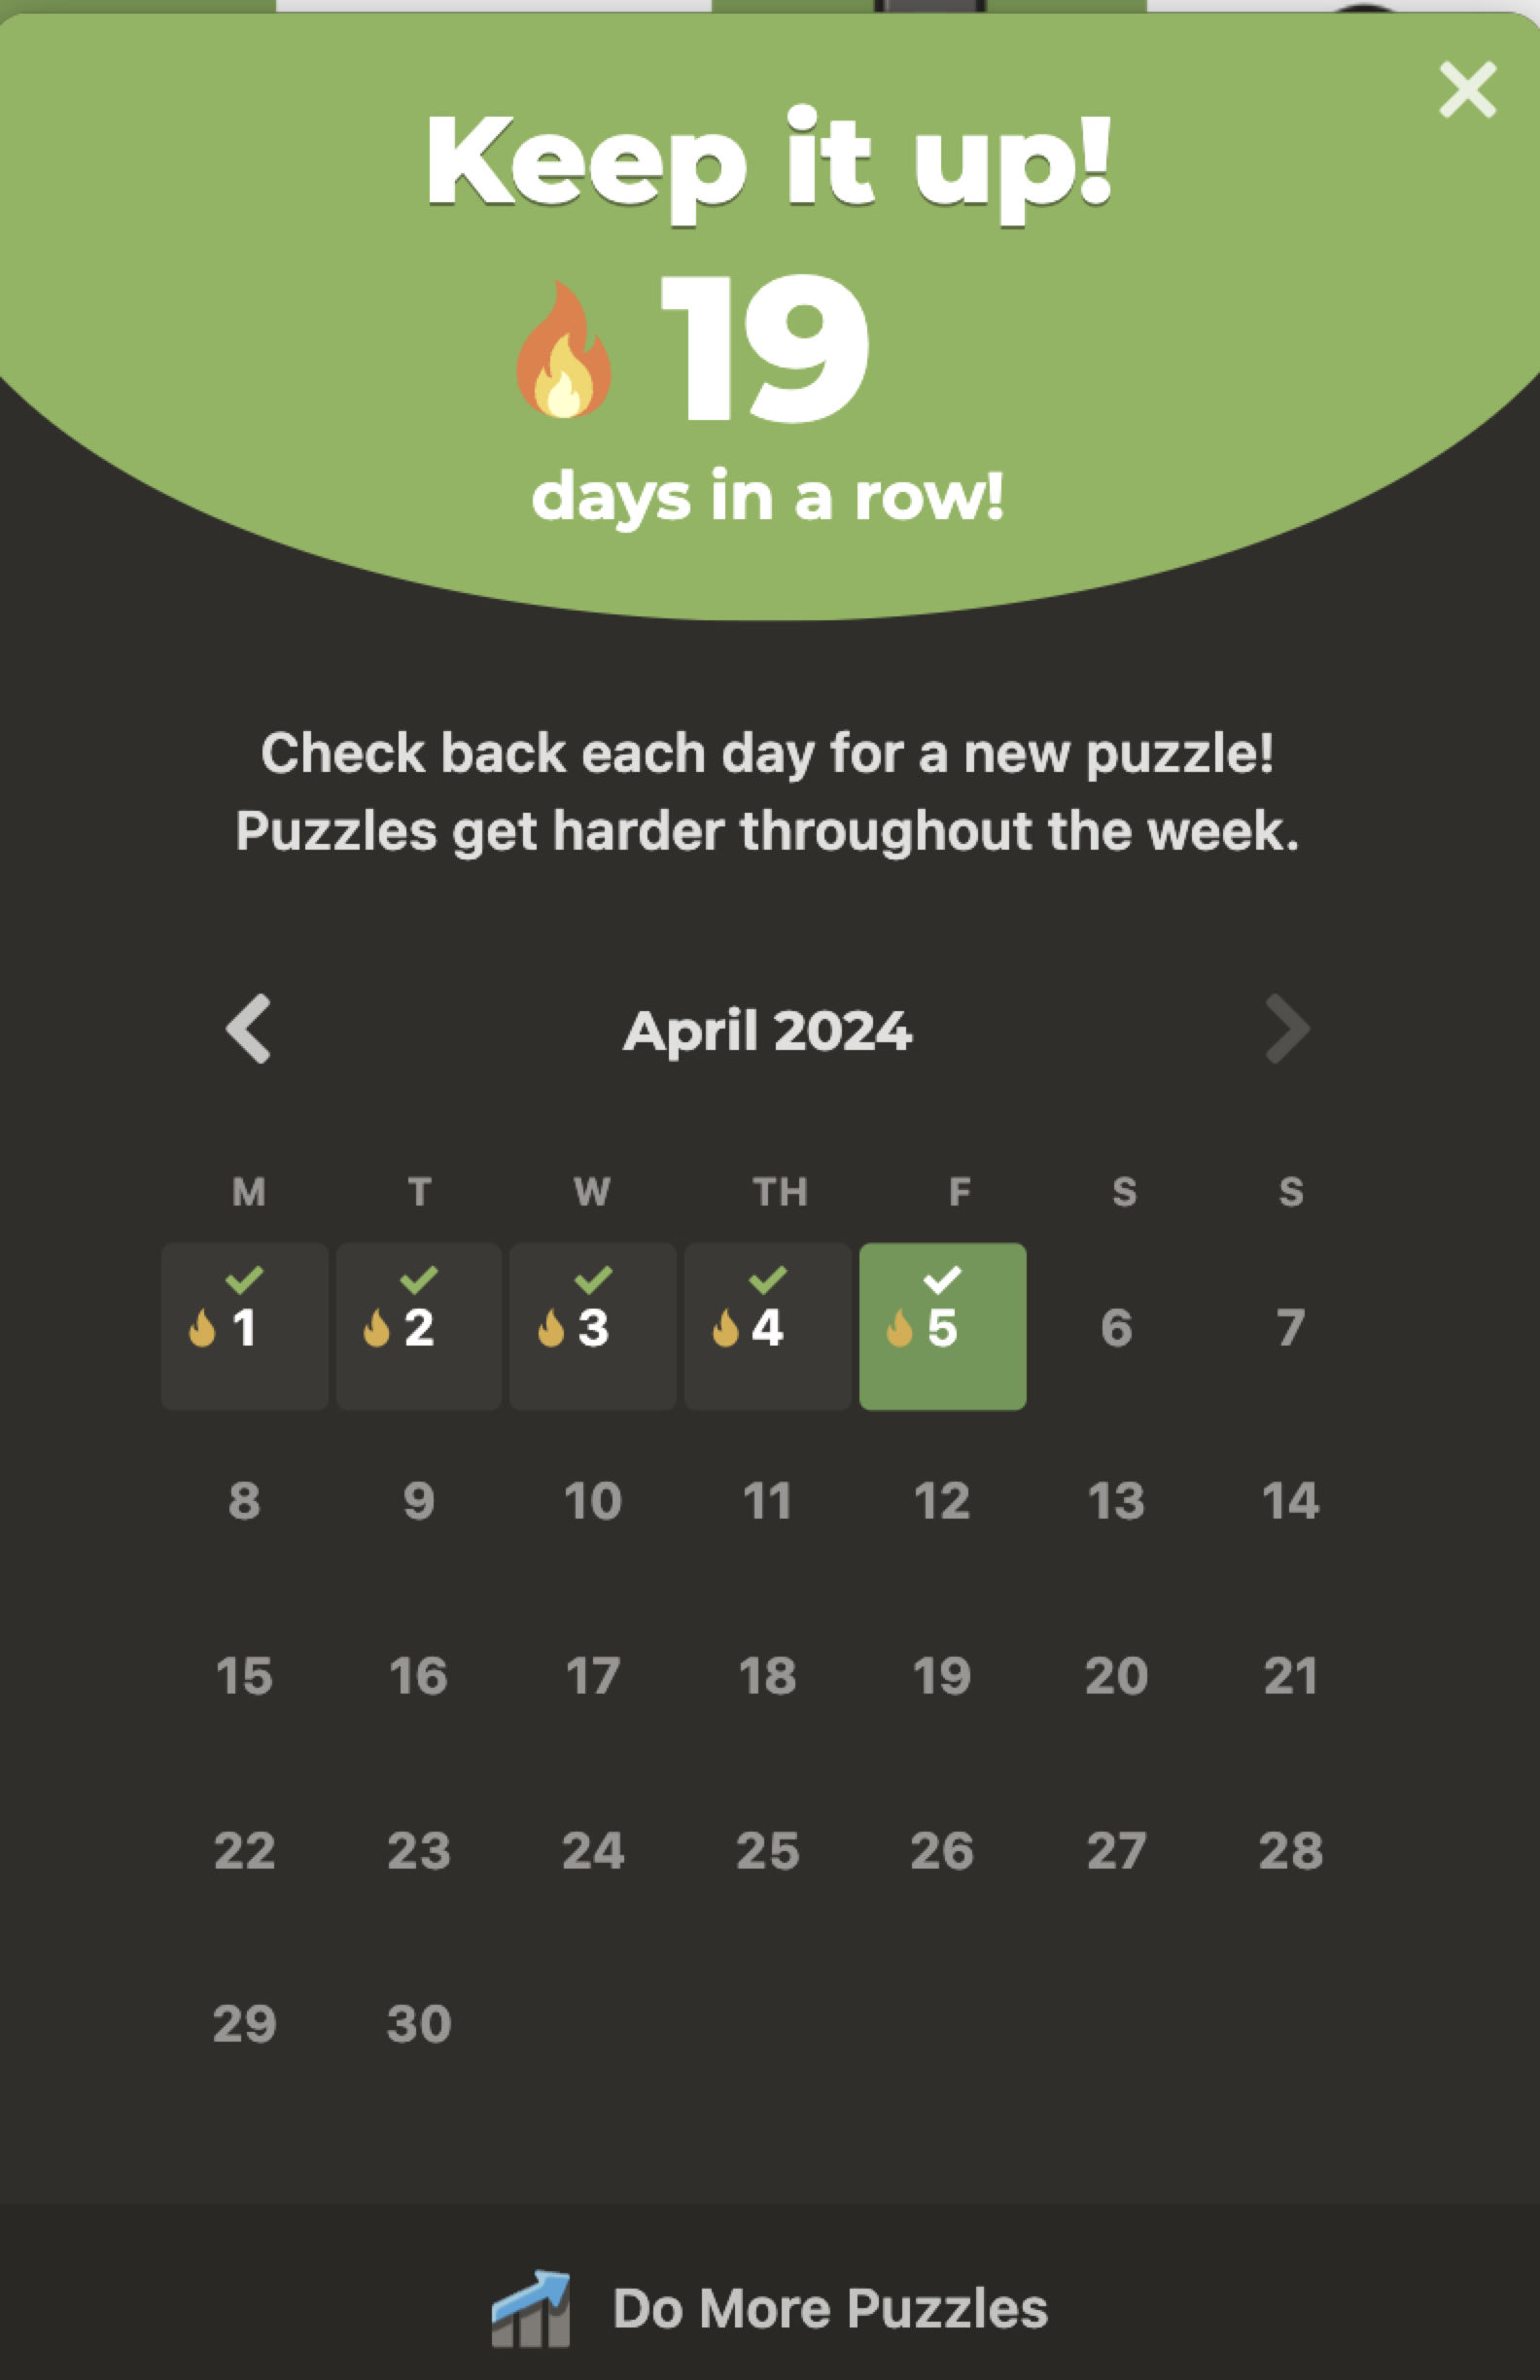 Keep it up!
19
days in a row!
Check back each day for a new puzzle!
Puzzles get harder throughout the week.
April 2024
M T W TH F S S
1 2 3 4 5 6 7
8 9 10 11 12 13 14
15 16 17 18 19 20 21
22 23 24 25 26 27 28
29 30
Do More Puzzles